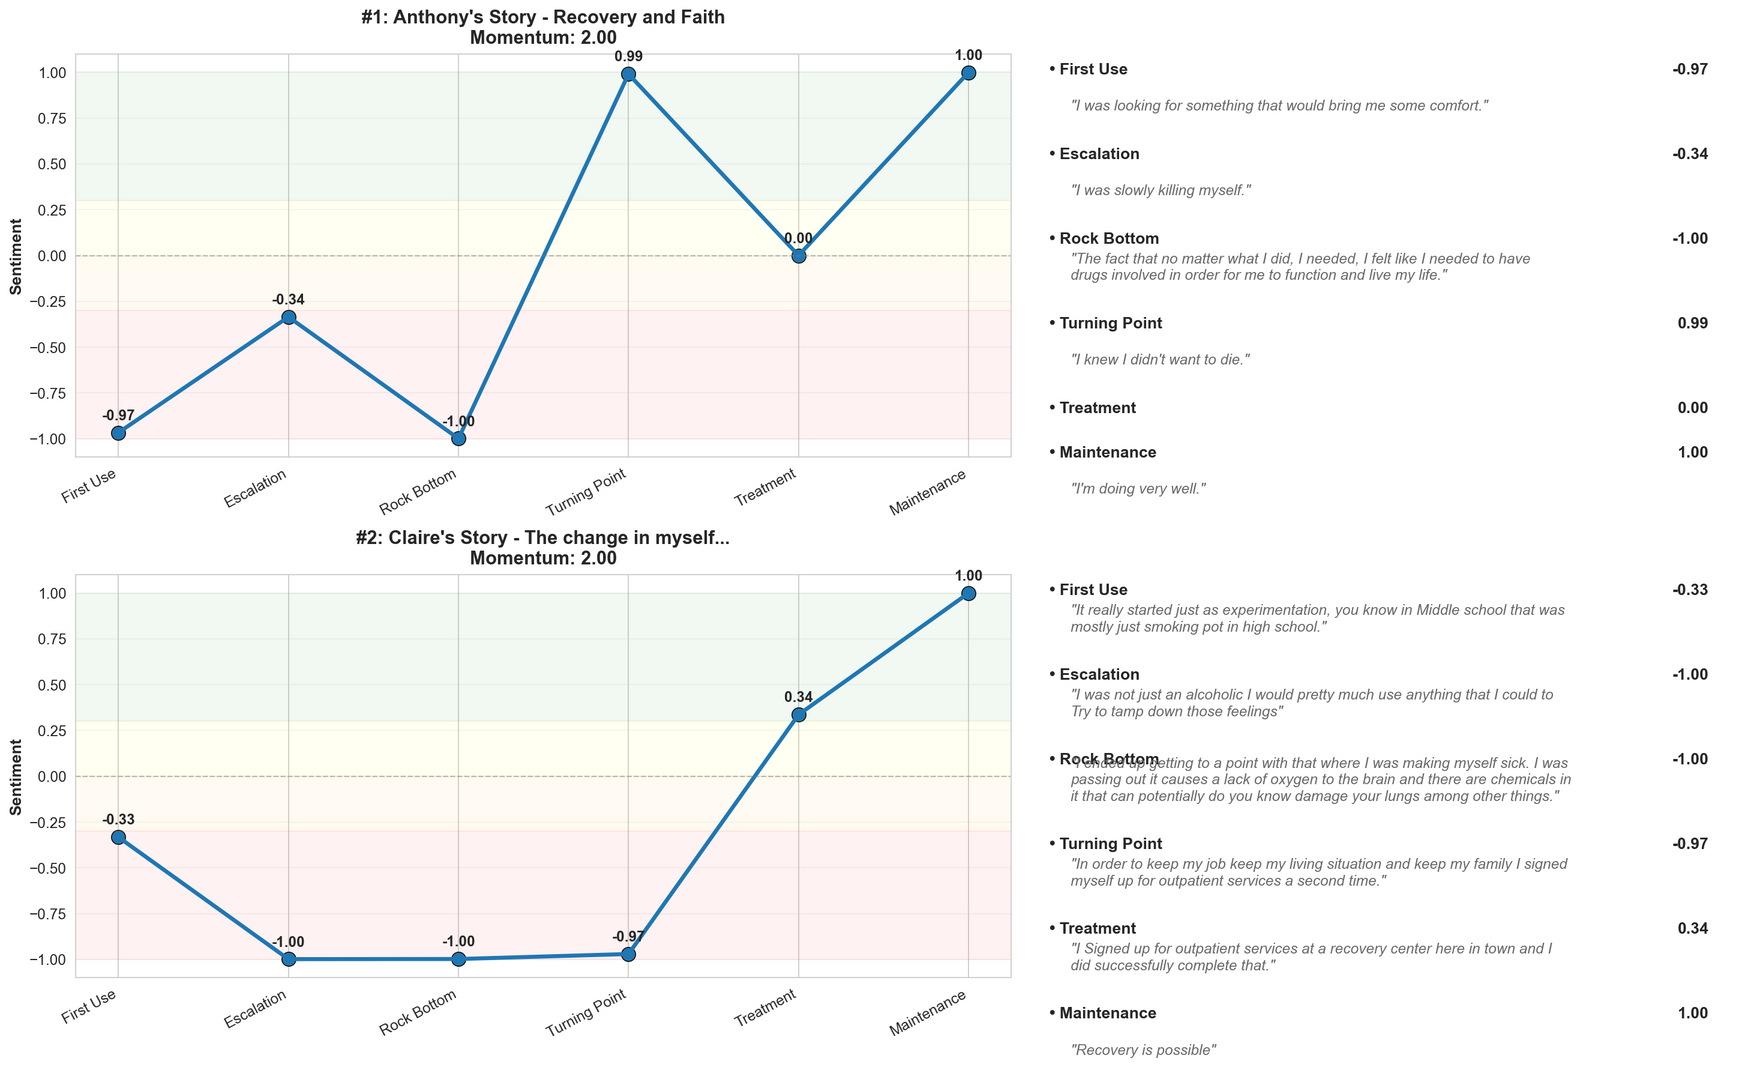 #1: Anthony's Story - Recovery and Faith
Momentum: 2.00
Sentiment
1.00
0.75
0.50
0.25
0.00
−0.25
−0.50
−0.75
−1.00
-0.97
-0.34
-1.00
0.99
0.00
1.00
First Use
Escalation
Rock Bottom
Turning Point
Treatment
Maintenance
• First Use -0.97
"I was looking for something that would bring me some comfort."
• Escalation -0.34
"I was slowly killing myself."
• Rock Bottom -1.00
"The fact that no matter what I did, I needed, I felt like I needed to have
drugs involved in order for me to function and live my life."
• Turning Point 0.99
"I knew I didn't want to die."
• Treatment 0.00
• Maintenance 1.00
"I'm doing very well."
#2: Claire's Story - The change in myself...
Momentum: 2.00
Sentiment
1.00
0.75
0.50
0.25
0.00
−0.25
−0.50
−0.75
−1.00
-0.33
-1.00
-1.00
-0.97
0.34
1.00
First Use
Escalation
Rock Bottom
Turning Point
Treatment
Maintenance
• First Use -0.33
"It really started just as experimentation, you know in Middle school that was
mostly just smoking pot in high school."
• Escalation -1.00
"I was not just an alcoholic I would pretty much use anything that I could to
Try to tamp down those feelings"
• Rock Bottom -1.00
"I ended up getting to a point with that where I was making myself sick. I was
passing out it causes a lack of oxygen to the brain and there are chemicals in
it that can potentially do you know damage your lungs among other things."
• Turning Point -0.97
"In order to keep my job keep my living situation and keep my family I signed
myself up for outpatient services a second time."
• Treatment 0.34
"I Signed up for outpatient services at a recovery center here in town and I
did successfully complete that."
• Maintenance 1.00
"Recovery is possible"